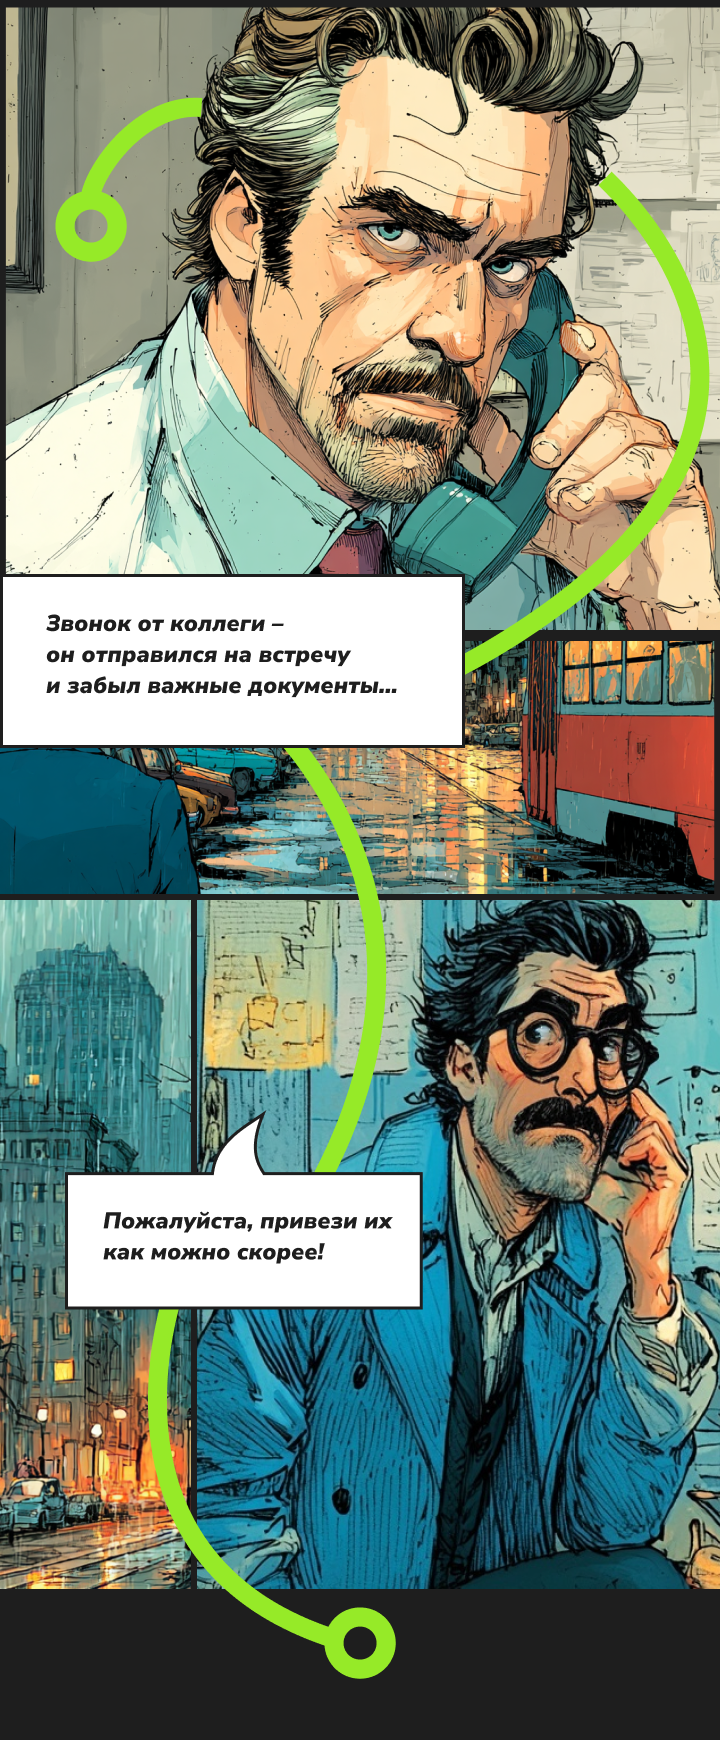 Звонок от коллеги –
он отправился на встречу
и забыл важные документы...
Пожалуйста, привези их
как можно скорее!